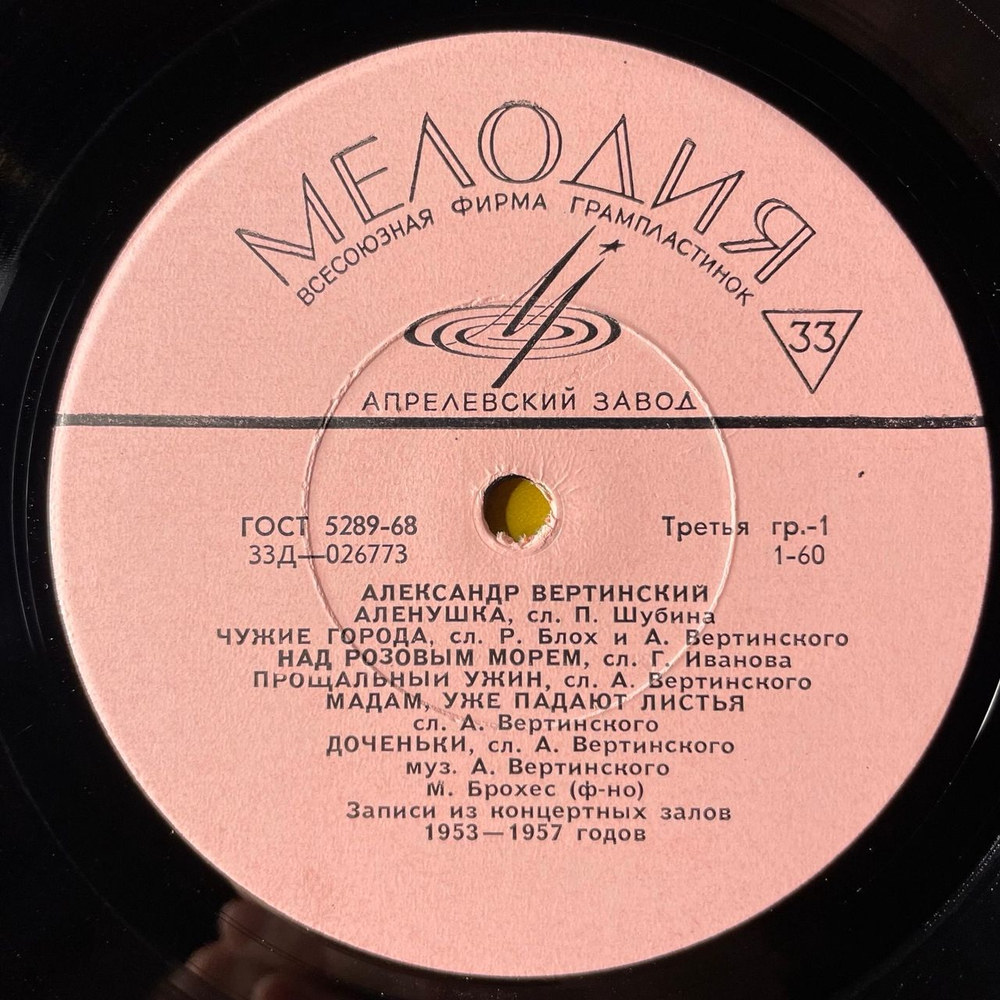 МЕЛОДИЯ
ВСЕСОЮЗНАЯ ФИРМА ГРАМПЛАСТИНОК
33
АПРЕЛЕВСКИЙ ЗАВОД
ГОСТ 5289-68 Третья гр.-1
33Д—026773 1-60
АЛЕКСАНДР ВЕРТИНСКИЙ
АЛЕНУШКА, сл. П. Шубина
ЧУЖИЕ ГОРОДА, сл. Р. Блох и А. Вертинского
НАД РОЗОВЫМ МОРЕМ, сл. Г. Иванова
ПРОЩАЛЬНЫЙ УЖИН, сл. А. Вертинского
МАДАМ, УЖЕ ПАДАЮТ ЛИСТЬЯ
сл. А. Вертинского
ДОЧЕНЬКИ, сл. А. Вертинского
муз. А. Вертинского
М. Брохес (ф-но)
Записи из концертных залов
1953—1957 годов